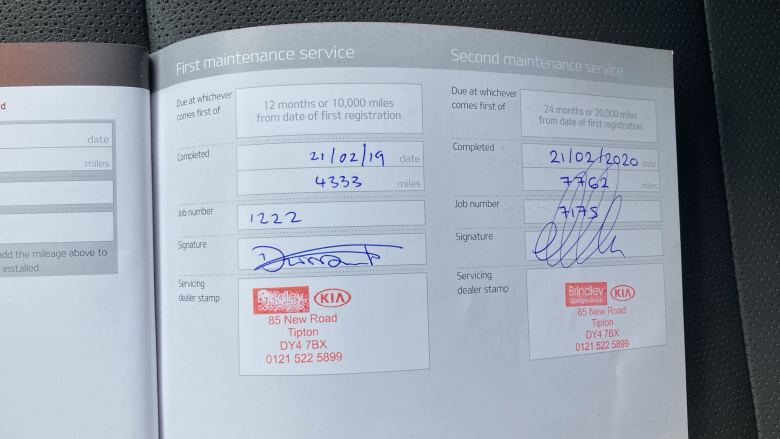 d
date
miles
add the mileage above to
installed
First maintenance service
Due at whichever
comes first of
12 months or 10,000 miles
from date of first registration
Completed
21/02/19 date
4333 miles
Job number
1222
Signature
Servicing
dealer stamp
Brindley KIA
85 New Road
Tipton
DY4 7BX
0121 522 5899
Second maintenance service
Due at whichever
comes first of
24 months or 20,000 miles
from date of first registration
Completed
21/02/2020 date
7762 miles
Job number
7175
Signature
Servicing
dealer stamp
Brindley KIA
Garages Group
85 New Road
Tipton
DY4 7BX
0121 522 5899